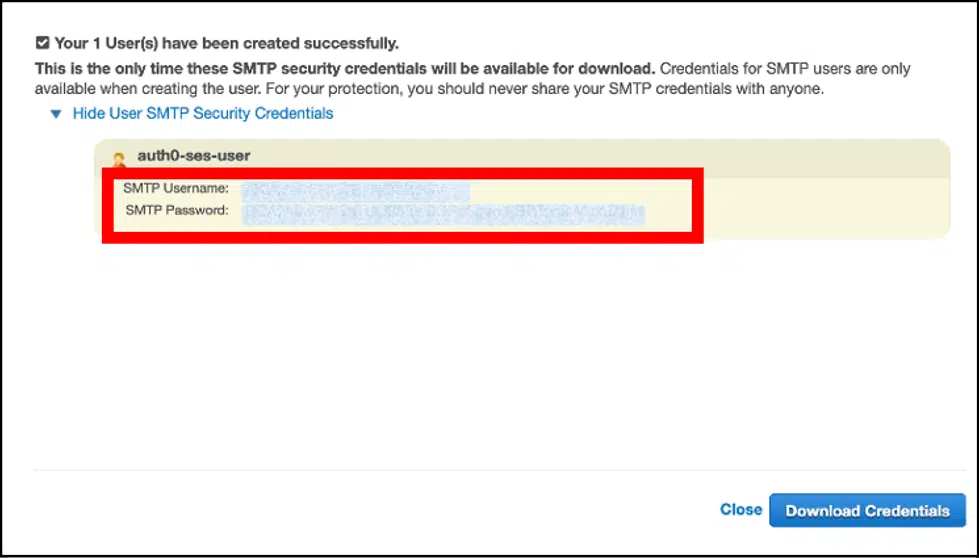 Your 1 User(s) have been created successfully.
This is the only time these SMTP security credentials will be available for download. Credentials for SMTP users are only
available when creating the user. For your protection, you should never share your SMTP credentials with anyone.
Hide User SMTP Security Credentials
auth0-ses-user
SMTP Username:
SMTP Password:
Close Download Credentials